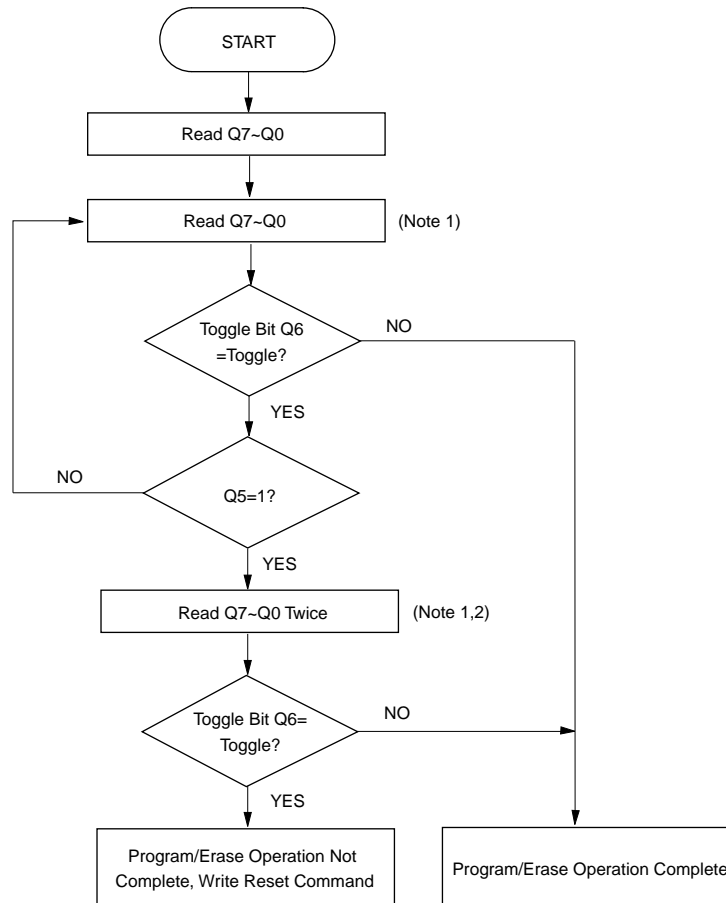 START
Read Q7~Q0
Read Q7~Q0
(Note 1)
Toggle Bit Q6
=Toggle?
NO
YES
NO
Q5=1?
YES
Read Q7~Q0 Twice
(Note 1,2)
Toggle Bit Q6=
Toggle?
NO
YES
Program/Erase Operation Not
Complete, Write Reset Command
Program/Erase Operation Complete